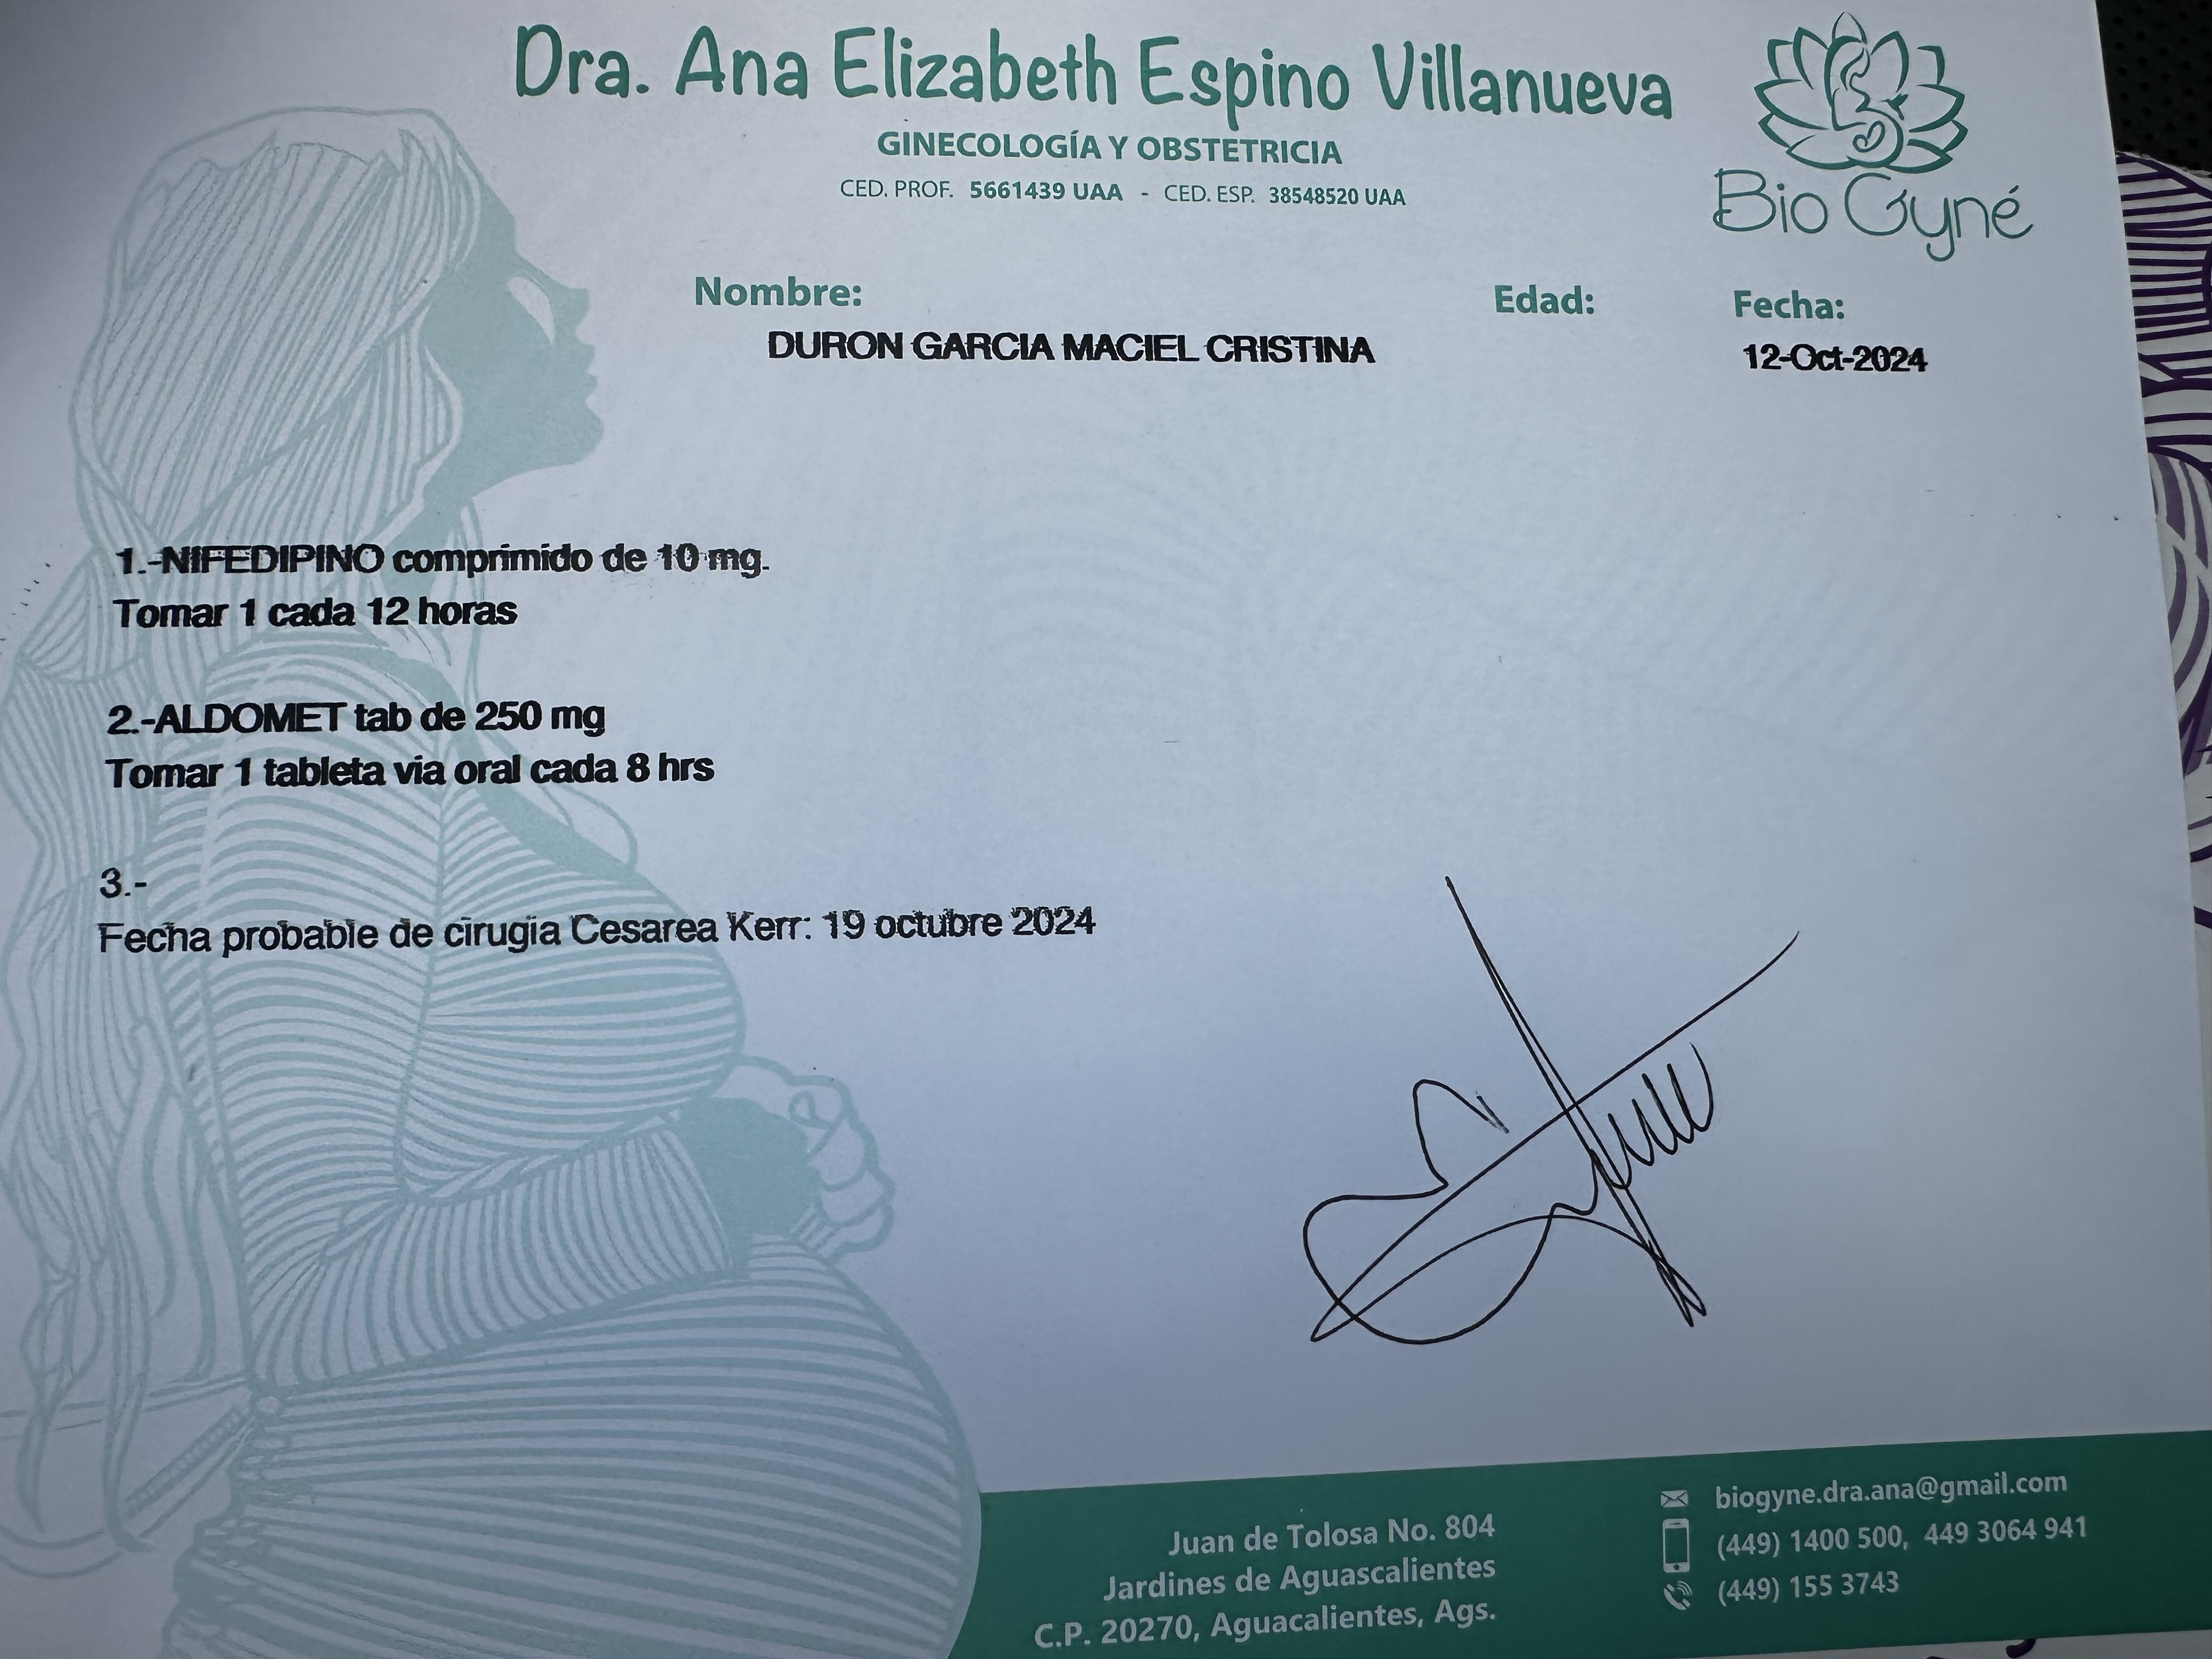 Dra. Ana Elizabeth Espino Villanueva
GINECOLOGÍA Y OBSTETRICIA
CED. PROF. 5661439 UAA - CED. ESP. 38548520 UAA
Bio Gyné
Nombre: Edad: Fecha:
DURON GARCIA MACIEL CRISTINA 12-Oct-2024
1.-NIFEDIPINO comprimido de 10 mg.
Tomar 1 cada 12 horas
2.-ALDOMET tab de 250 mg
Tomar 1 tableta via oral cada 8 hrs
3.-
Fecha probable de cirugia Cesarea Kerr: 19 octubre 2024
Juan de Tolosa No. 804
Jardines de Aguascalientes
C.P. 20270, Aguacalientes, Ags.
biogyne.dra.ana@gmail.com
(449) 1400 500, 449 3064 941
(449) 155 3743